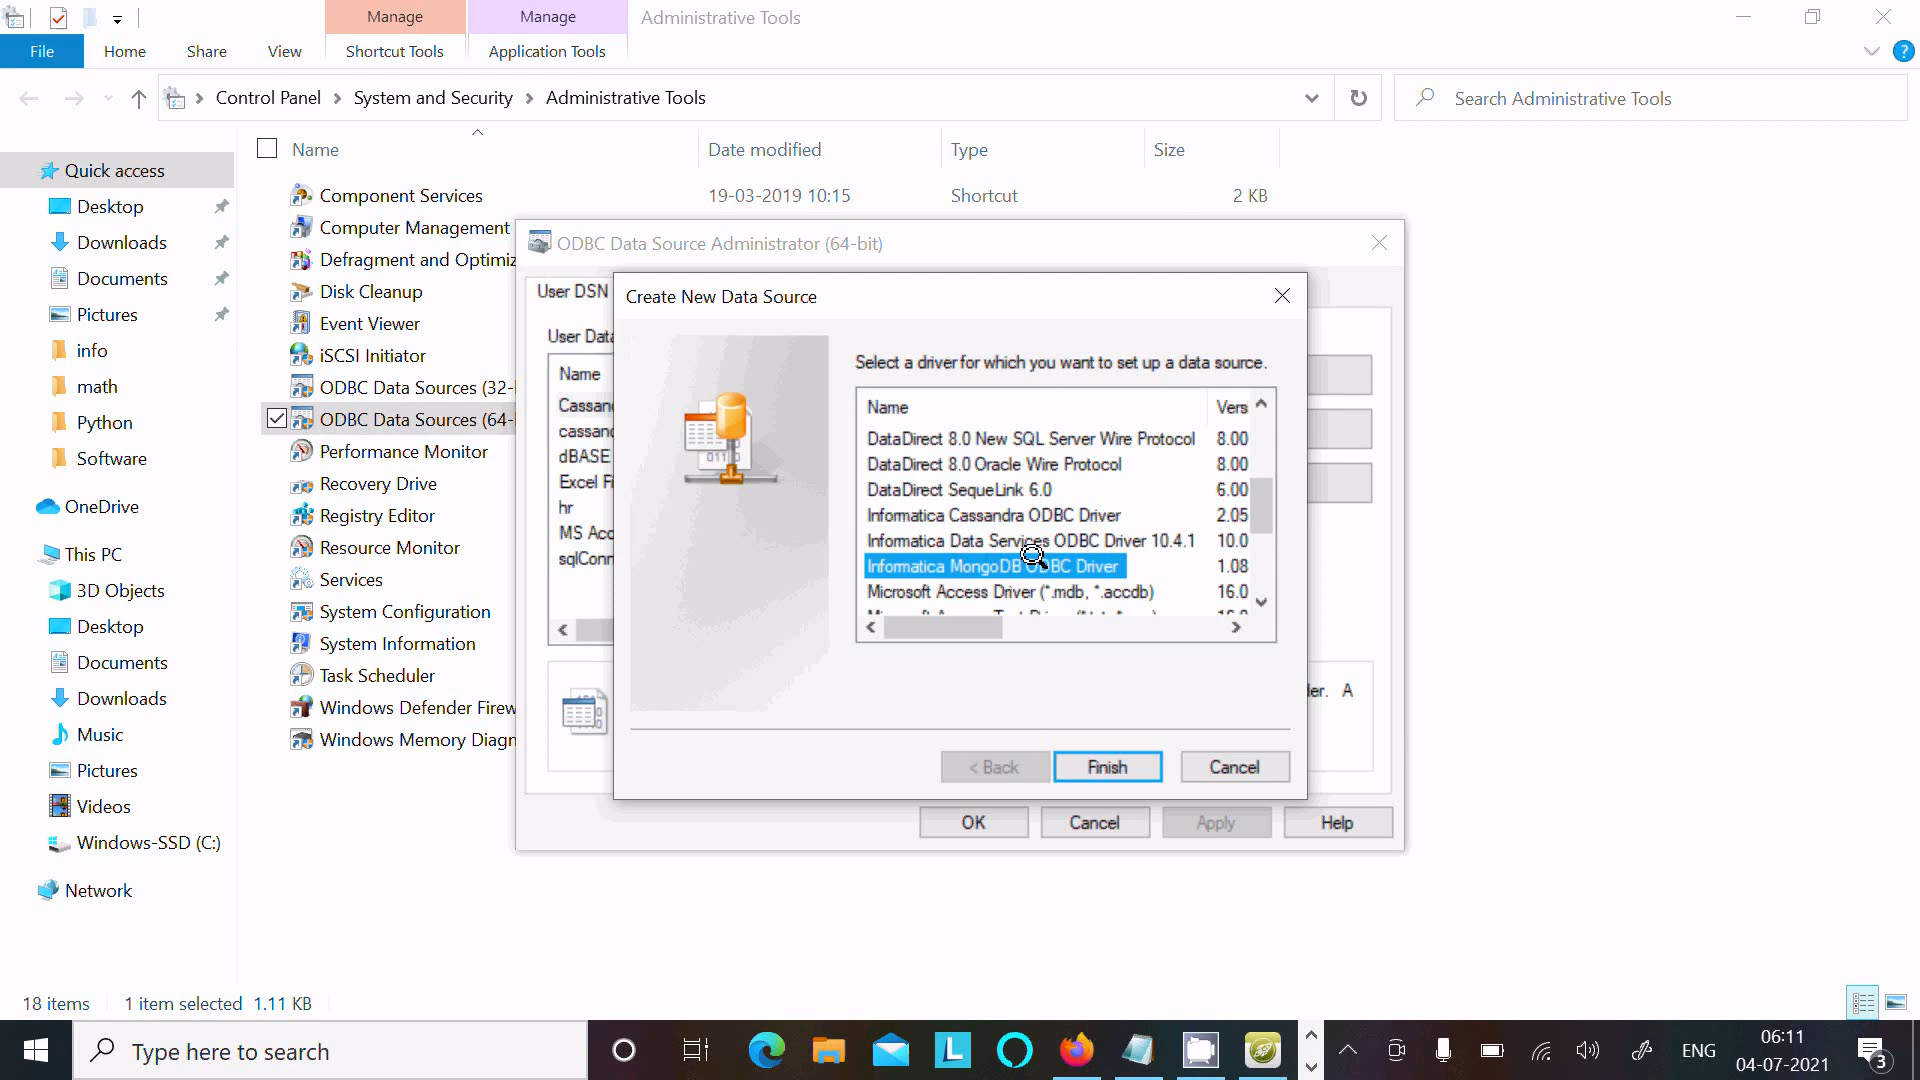 Manage
Manage
Administrative Tools
File
Home
Share
View
Shortcut Tools
Application Tools
Control Panel
System and Security
Administrative Tools
Search Administrative Tools
Name
Date modified
Type
Size
Quick access
Desktop
Downloads
Documents
Pictures
info
math
Python
Software
OneDrive
This PC
3D Objects
Desktop
Documents
Downloads
Music
Pictures
Videos
Windows-SSD (C:)
Network
Component Services
19-03-2019 10:15
Shortcut
2 KB
Computer Management
Defragment and Optimiz
Disk Cleanup
Event Viewer
iSCSI Initiator
ODBC Data Sources (32-
ODBC Data Sources (64-
Performance Monitor
Recovery Drive
Registry Editor
Resource Monitor
Services
System Configuration
System Information
Task Scheduler
Windows Defender Firew
Windows Memory Diagn
ODBC Data Source Administrator (64-bit)
User DSN
User Data
Name
Cassan
cassan
dBASE
Excel Fi
hr
MS Acc
sqlConn
ler. A
OK
Cancel
Apply
Help
Create New Data Source
Select a driver for which you want to set up a data source.
Name
Vers
DataDirect 8.0 New SQL Server Wire Protocol 8.00
DataDirect 8.0 Oracle Wire Protocol 8.00
DataDirect SequeLink 6.0 6.00
Informatica Cassandra ODBC Driver 2.05
Informatica Data Services ODBC Driver 10.4.1 10.0
Informatica MongoDB ODBC Driver 1.08
Microsoft Access Driver (*.mdb, *.accdb) 16.0
< Back
Finish
Cancel
18 items
1 item selected 1.11 KB
Type here to search
ENG
06:11
04-07-2021
3